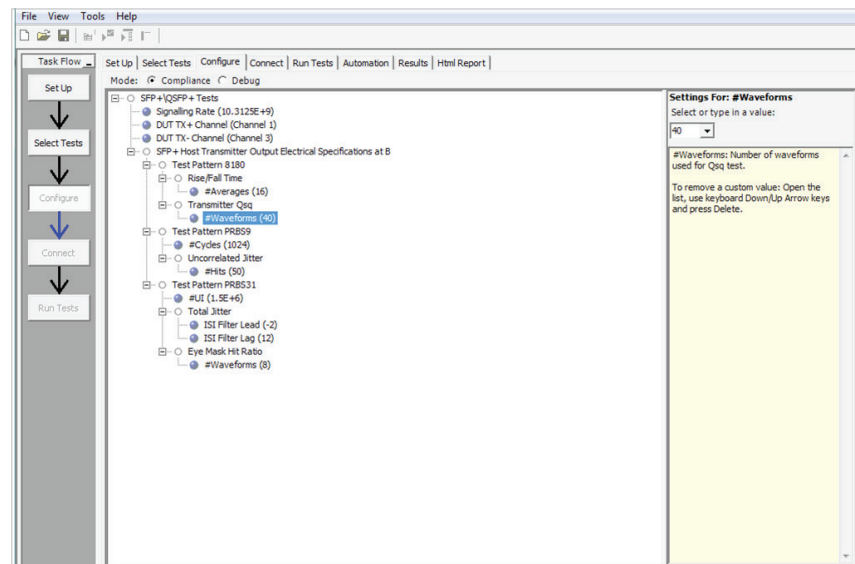 File View Tools Help
Task Flow
Set Up
Select Tests
Configure
Connect
Run Tests
Set Up Select Tests Configure Connect Run Tests Automation Results Html Report
Mode: Compliance Debug
SFP+\QSFP+ Tests
Signalling Rate (10.3125E+9)
DUT TX+ Channel (Channel 1)
DUT TX- Channel (Channel 3)
SFP+ Host Transmitter Output Electrical Specifications at B
Test Pattern 8180
Rise/Fall Time
#Averages (16)
Transmitter Qsq
#Waveforms (40)
Test Pattern PRBS9
#Cycles (1024)
Uncorrelated Jitter
#Hits (50)
Test Pattern PRBS31
#UI (1.5E+6)
Total Jitter
ISI Filter Lead (-2)
ISI Filter Lag (12)
Eye Mask Hit Ratio
#Waveforms (8)
Settings For: #Waveforms
Select or type in a value:
40
#Waveforms: Number of waveforms
used for Qsq test.
To remove a custom value: Open the
list, use keyboard Down/Up Arrow keys
and press Delete.